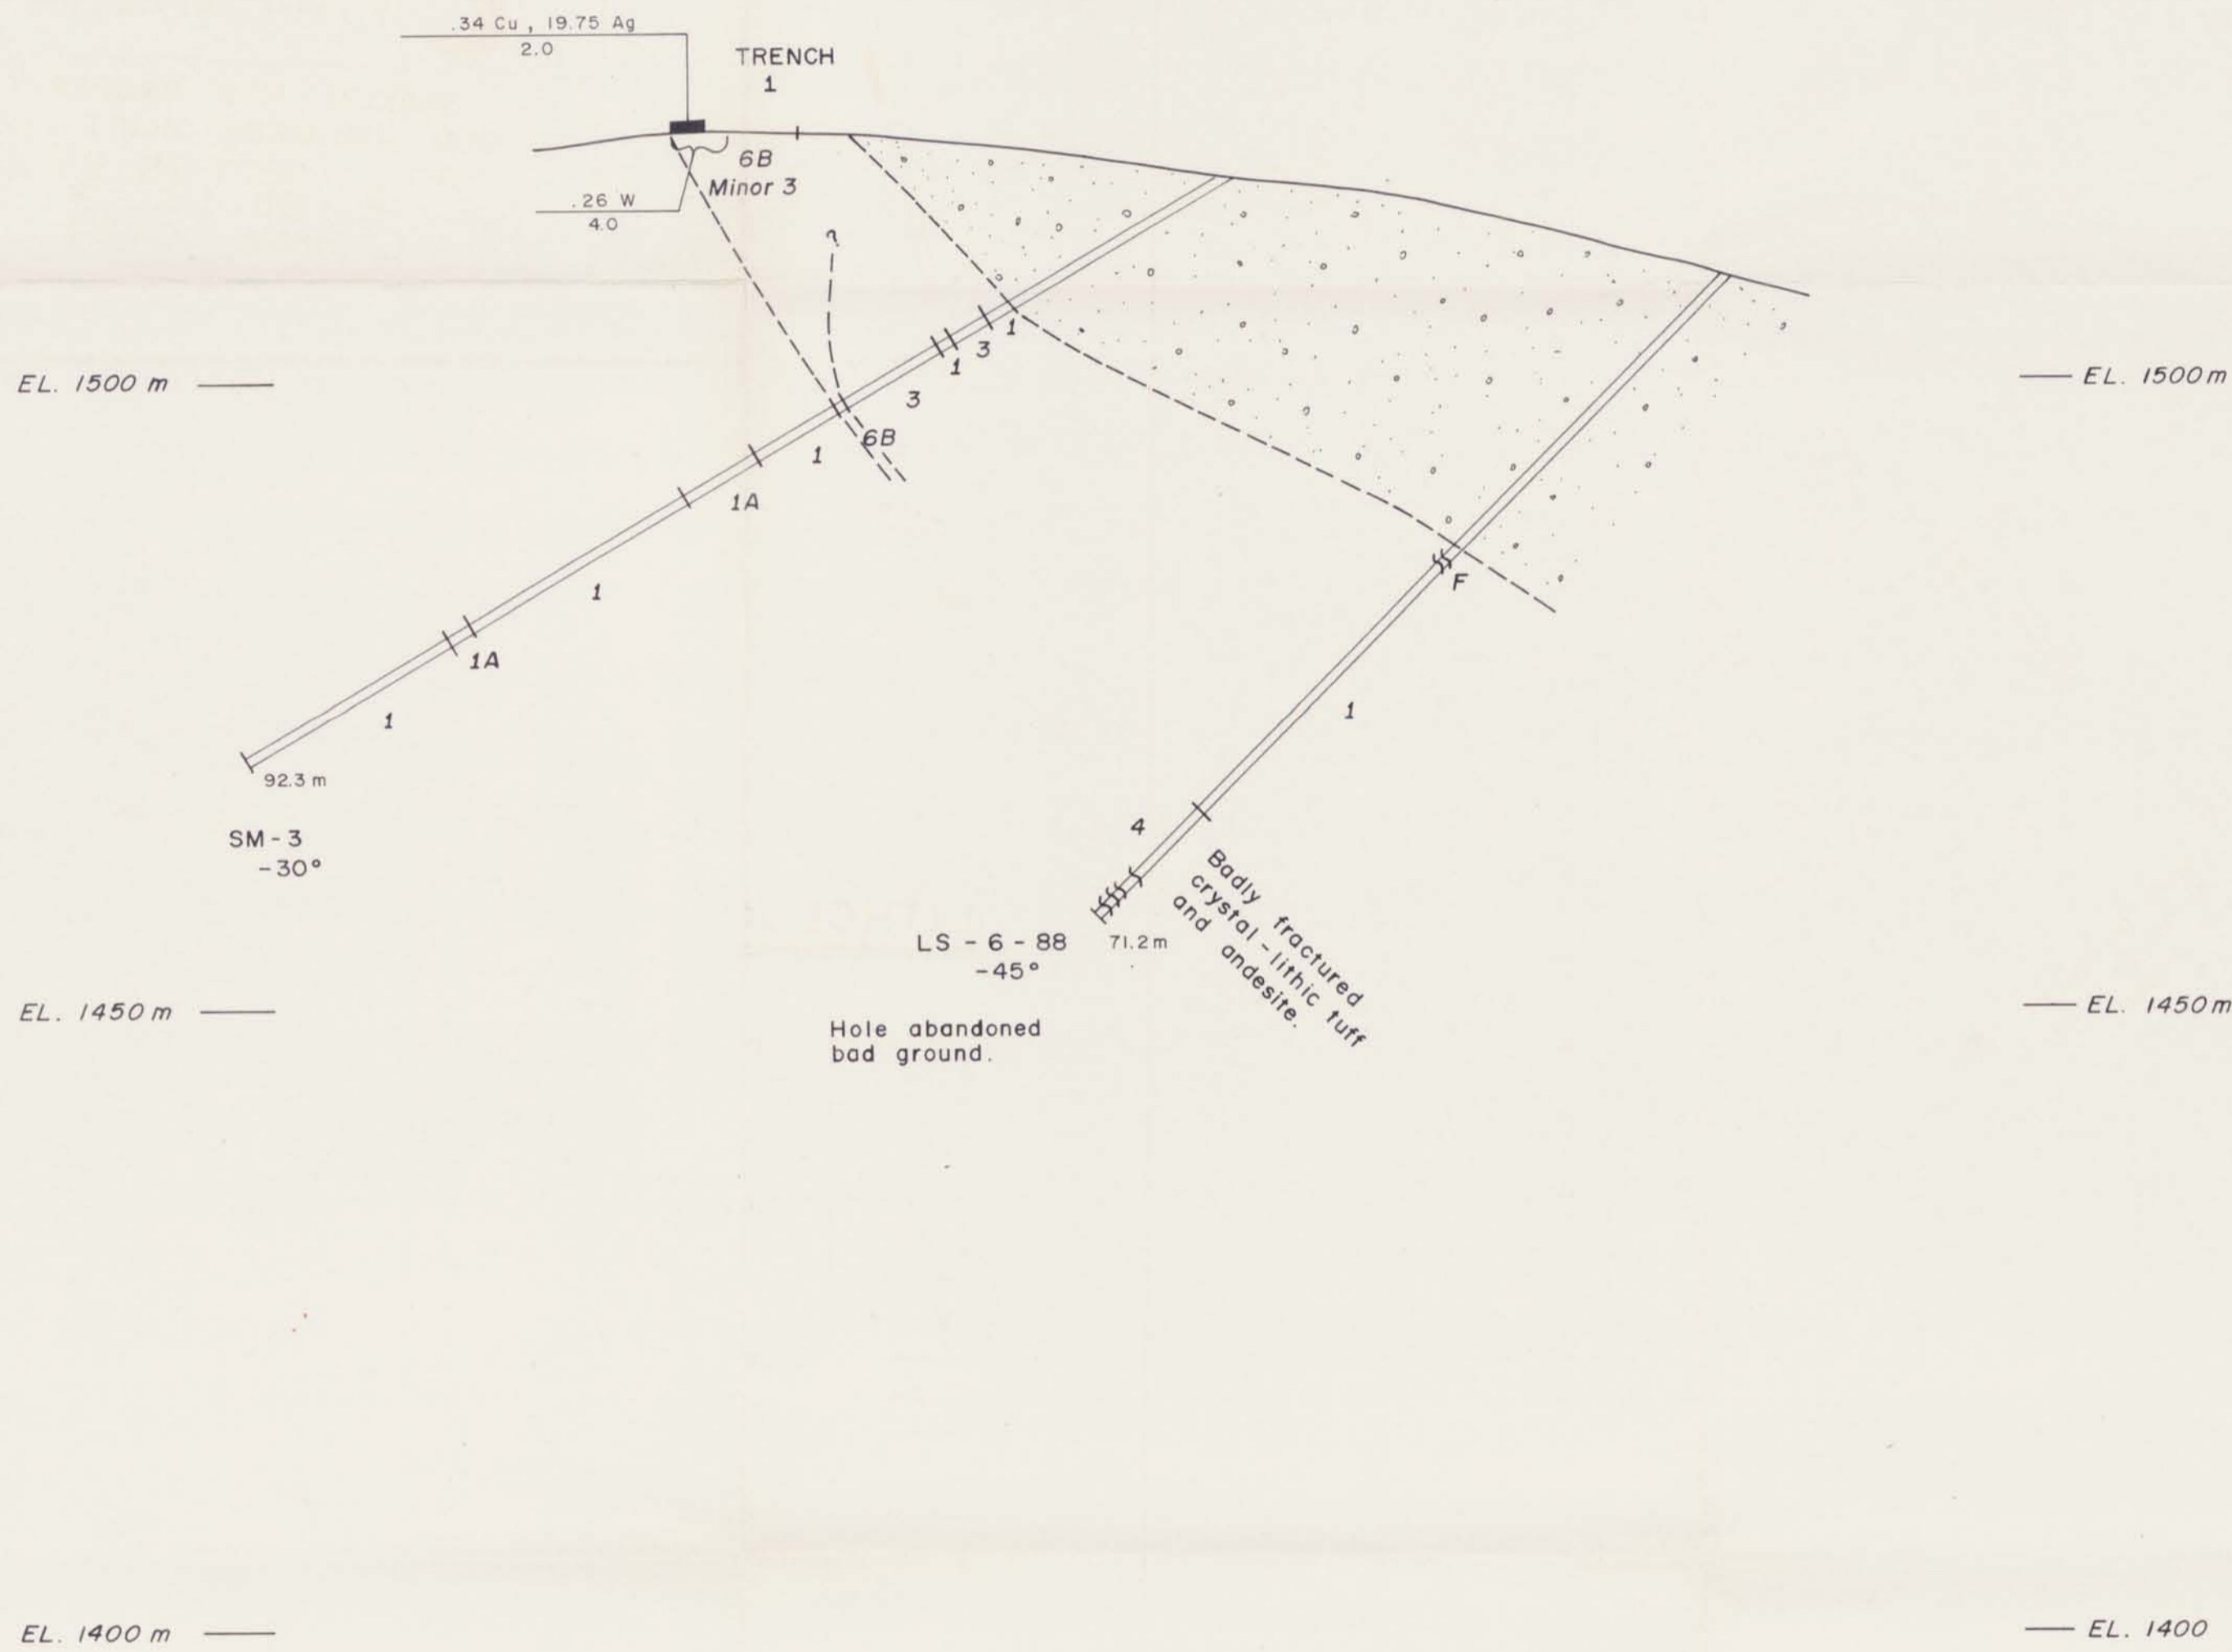 .34 Cu , 19.75 Ag
2.0
TRENCH
1
6B
Minor 3
.26 W
4.0
?
1
3
1
3
6B
1
1A
1
1A
1
92.3 m
SM - 3
-30°
EL. 1500 m
EL. 1500 m
F
1
4
Badly fractured
crystal - lithic tuff
and andesite.
LS - 6 - 88
71.2 m
-45°
Hole abandoned
bad ground.
EL. 1450 m
EL. 1450 m
EL. 1400 m
EL. 1400